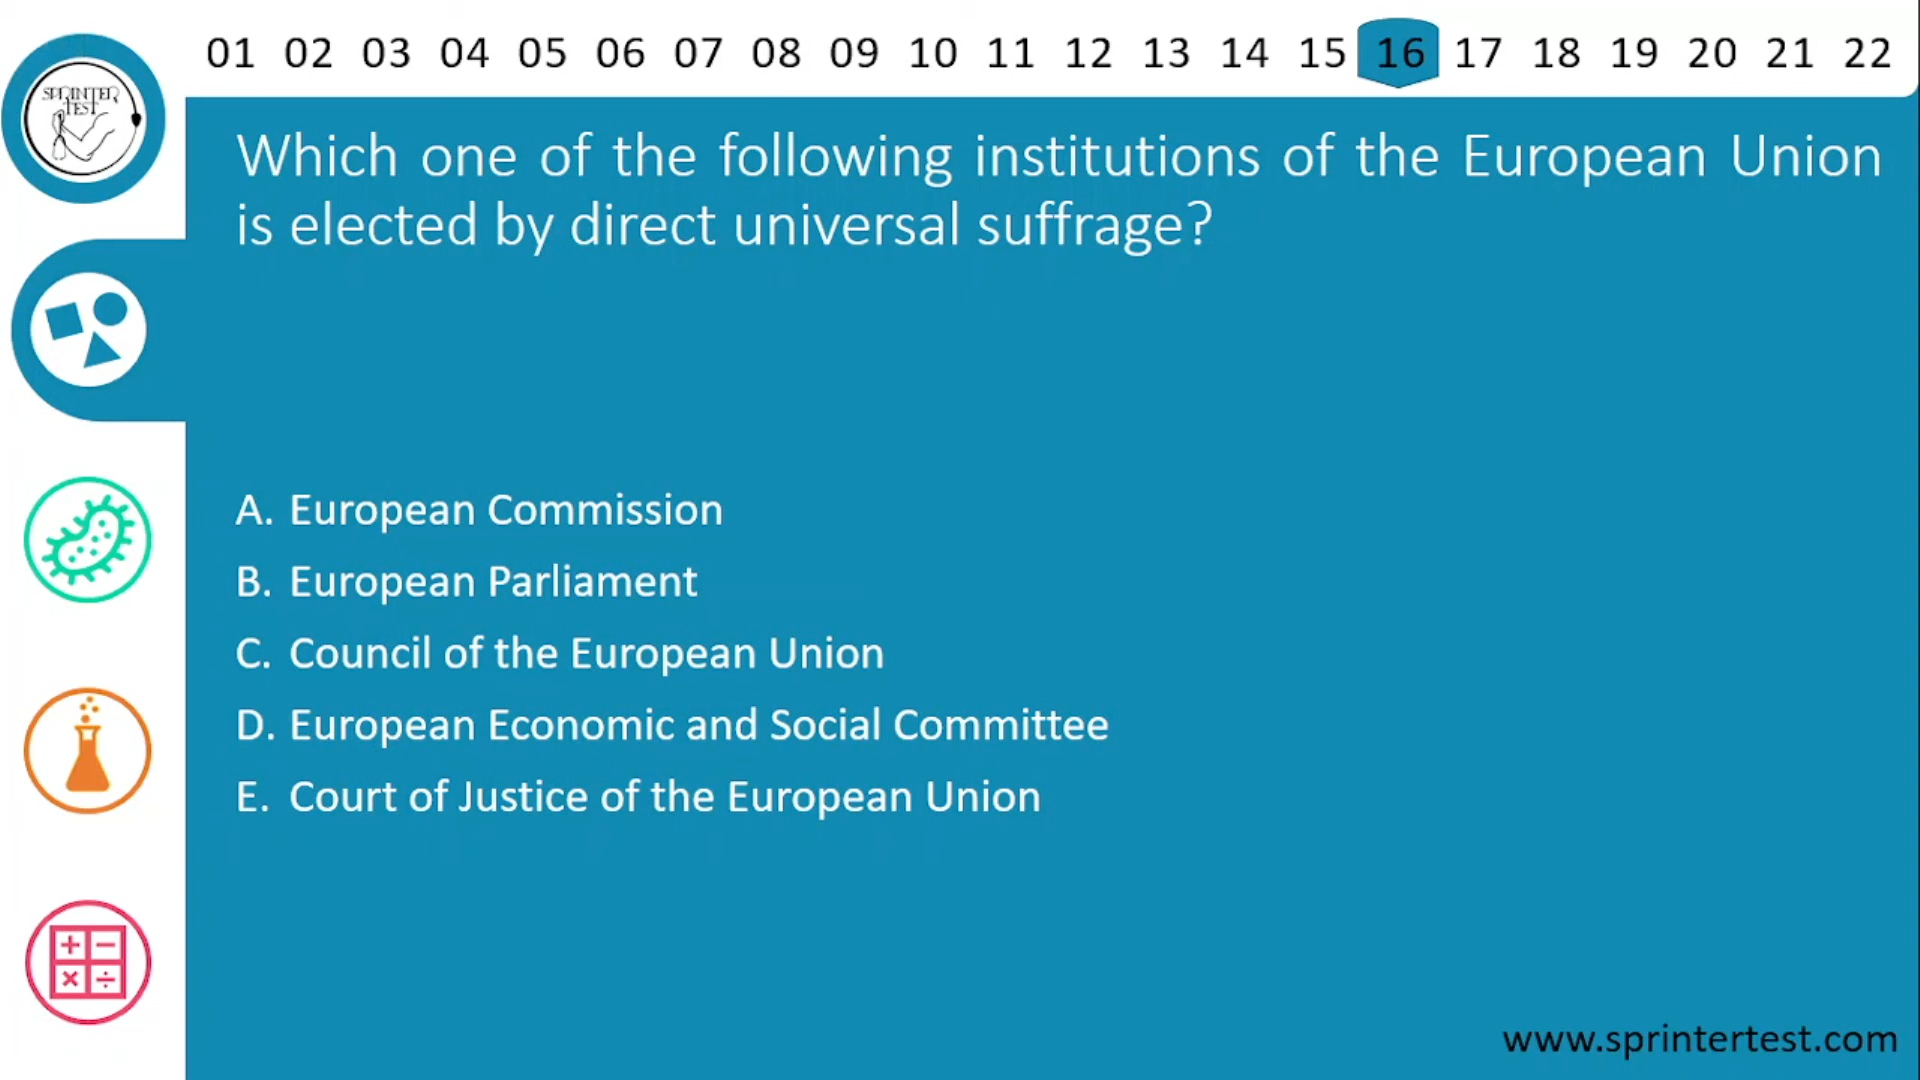 01 02 03 04 05 06 07 08 09 10 11 12 13 14 15 16 17 18 19 20 21 22
SPRINTER
TEST
Which one of the following institutions of the European Union
is elected by direct universal suffrage?
A. European Commission
B. European Parliament
C. Council of the European Union
D. European Economic and Social Committee
E. Court of Justice of the European Union
www.sprintertest.com